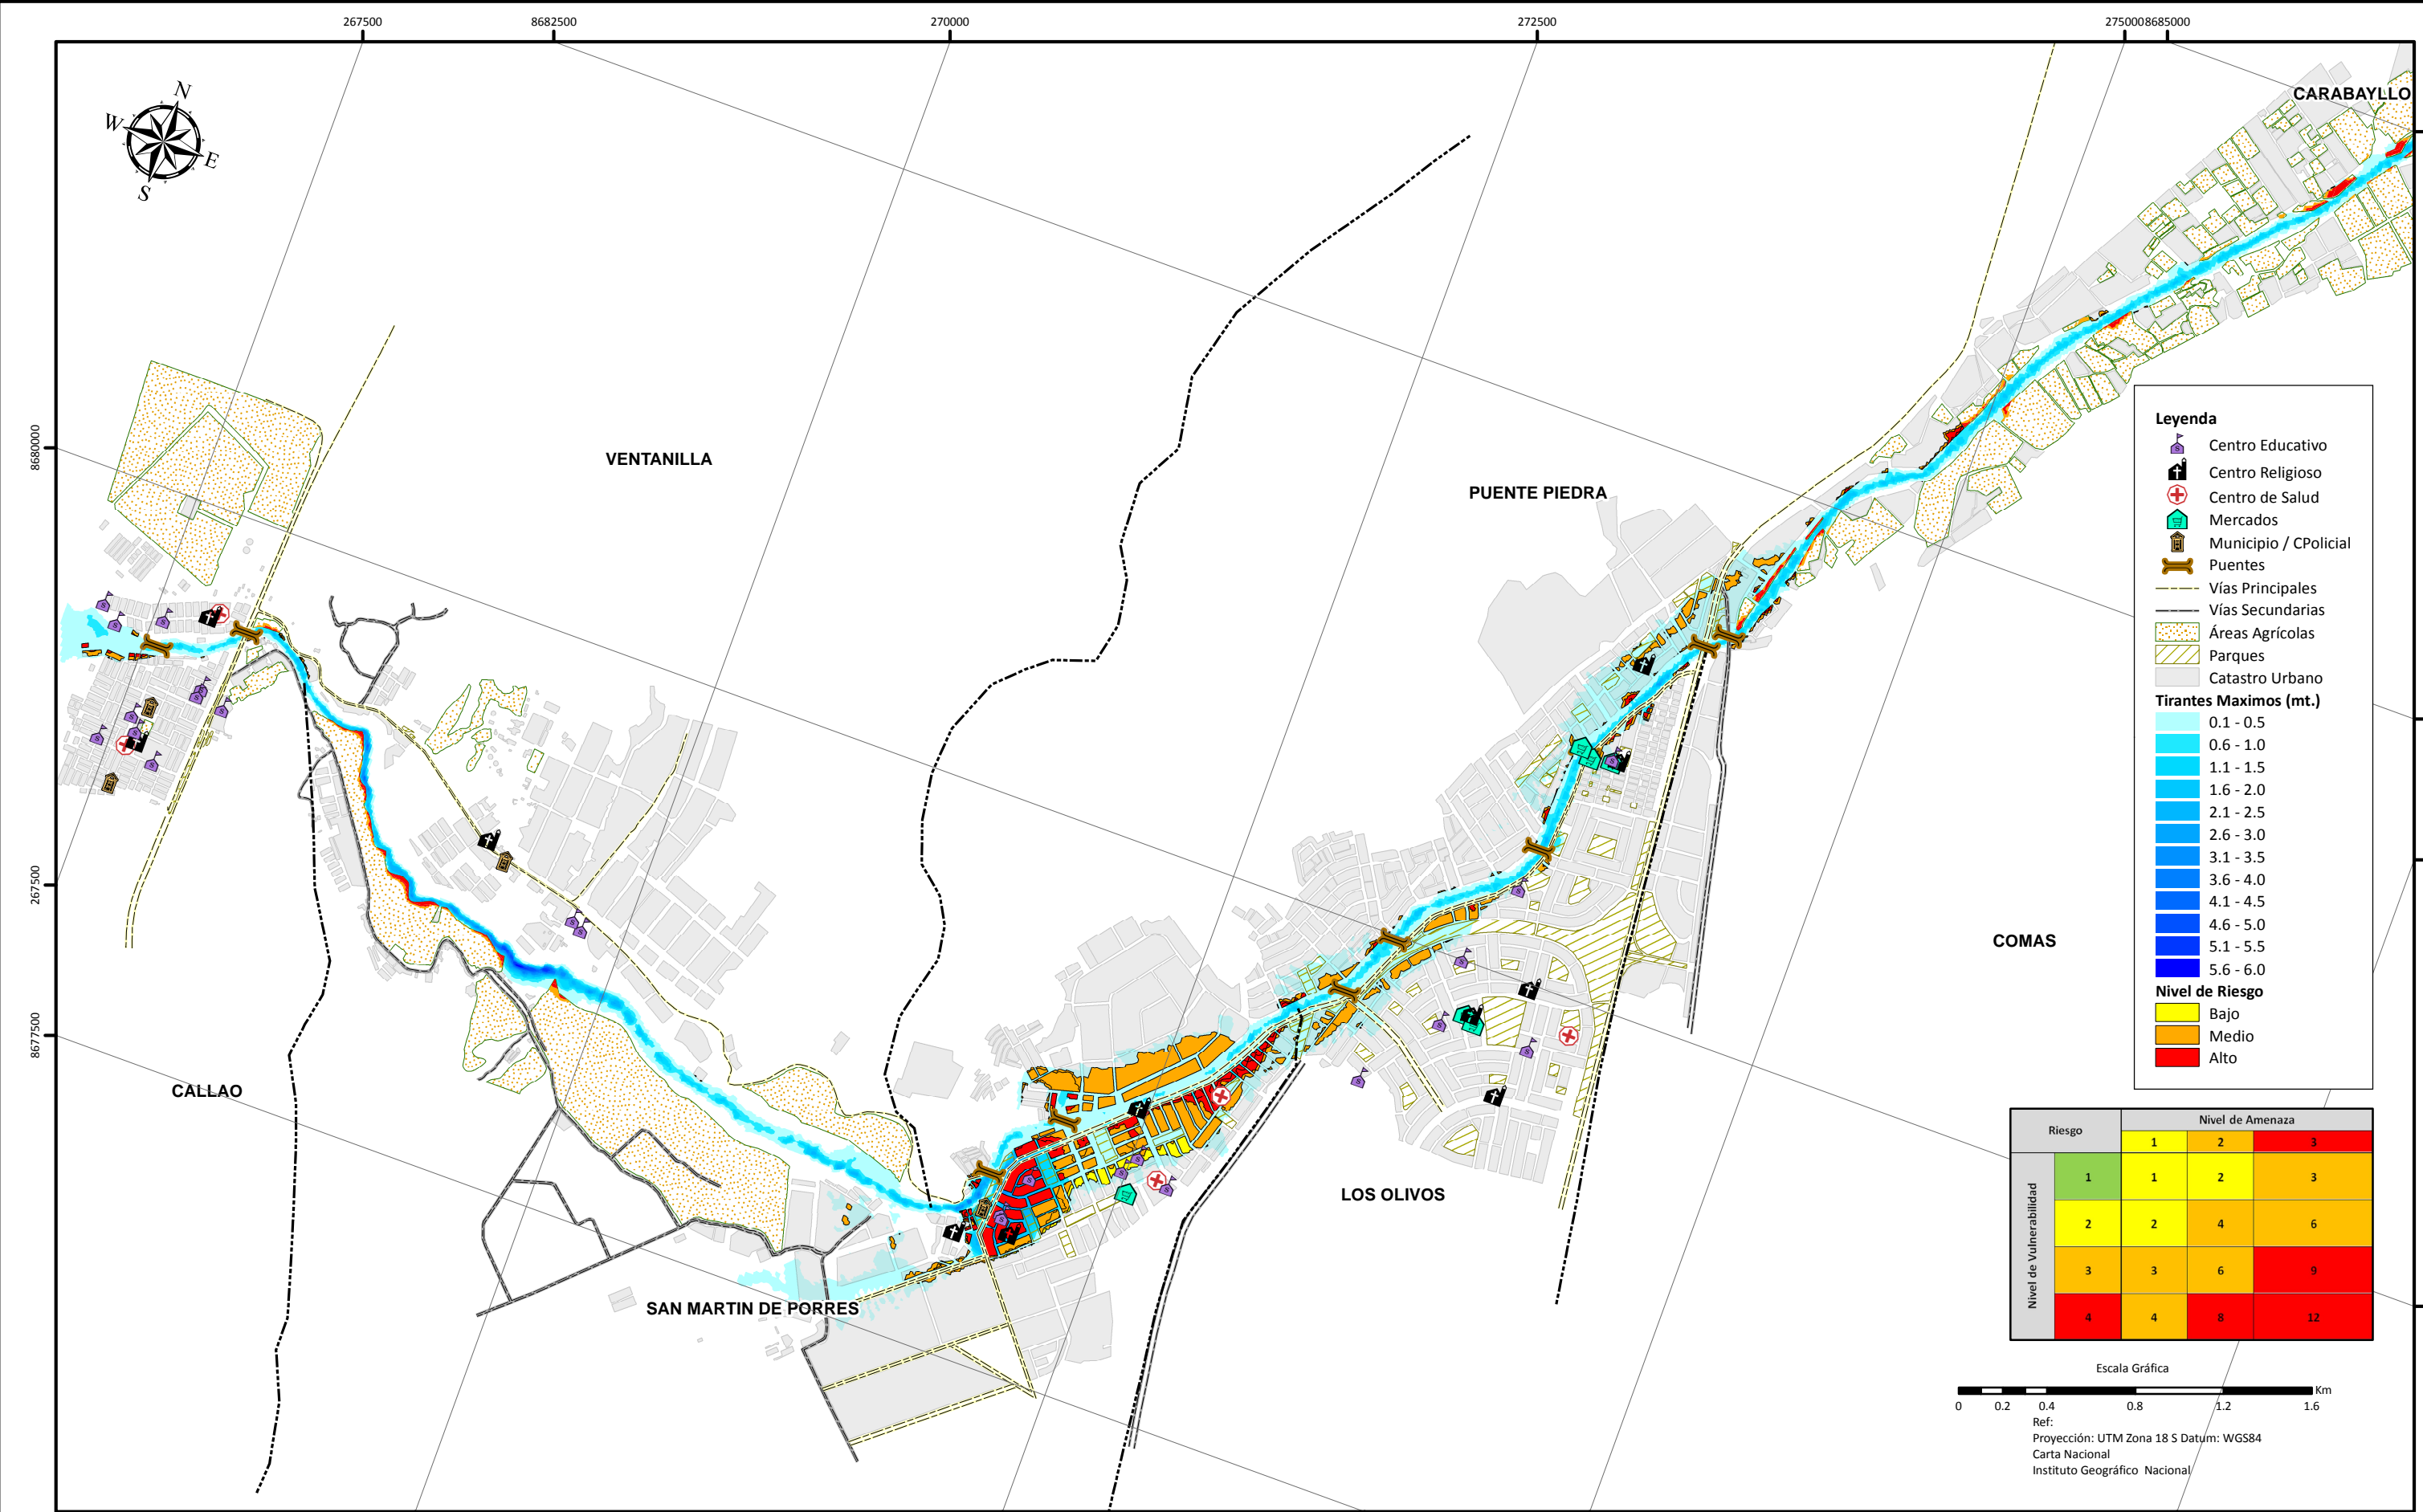 267500
8682500
270000
272500
275000
8685000
N
W
E
S
CARABAYLLO
8680000
VENTANILLA
PUENTE PIEDRA
267500
8677500
CALLAO
COMAS
LOS OLIVOS
SAN MARTIN DE PORRES
Leyenda
Centro Educativo
Centro Religioso
Centro de Salud
Mercados
Municipio / CPolicial
Puentes
Vías Principales
Vías Secundarias
Áreas Agrícolas
Parques
Catastro Urbano
Tirantes Maximos (mt.)
0.1 - 0.5
0.6 - 1.0
1.1 - 1.5
1.6 - 2.0
2.1 - 2.5
2.6 - 3.0
3.1 - 3.5
3.6 - 4.0
4.1 - 4.5
4.6 - 5.0
5.1 - 5.5
5.6 - 6.0
Nivel de Riesgo
Bajo
Medio
Alto
Riesgo
Nivel de Amenaza
1 2 3
Nivel de Vulnerabilidad
1 1 2 3
2 2 4 6
3 3 6 9
4 4 8 12
Escala Gráfica
Km
0 0.2 0.4 0.8 1.2 1.6
Ref:
Proyección: UTM Zona 18 S Datum: WGS84
Carta Nacional
Instituto Geográfico Nacional